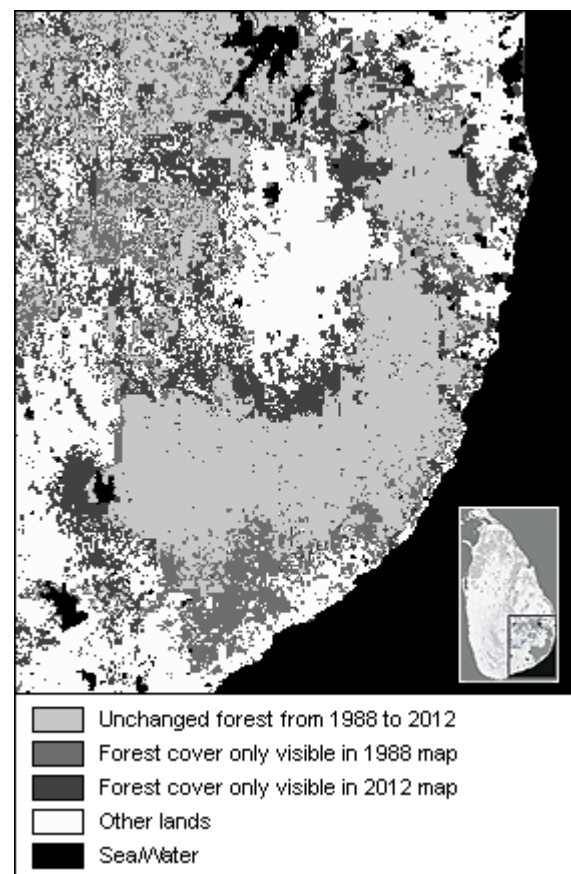 Unchanged forest from 1988 to 2012
Forest cover only visible in 1988 map
Forest cover only visible in 2012 map
Other lands
Sea/Water